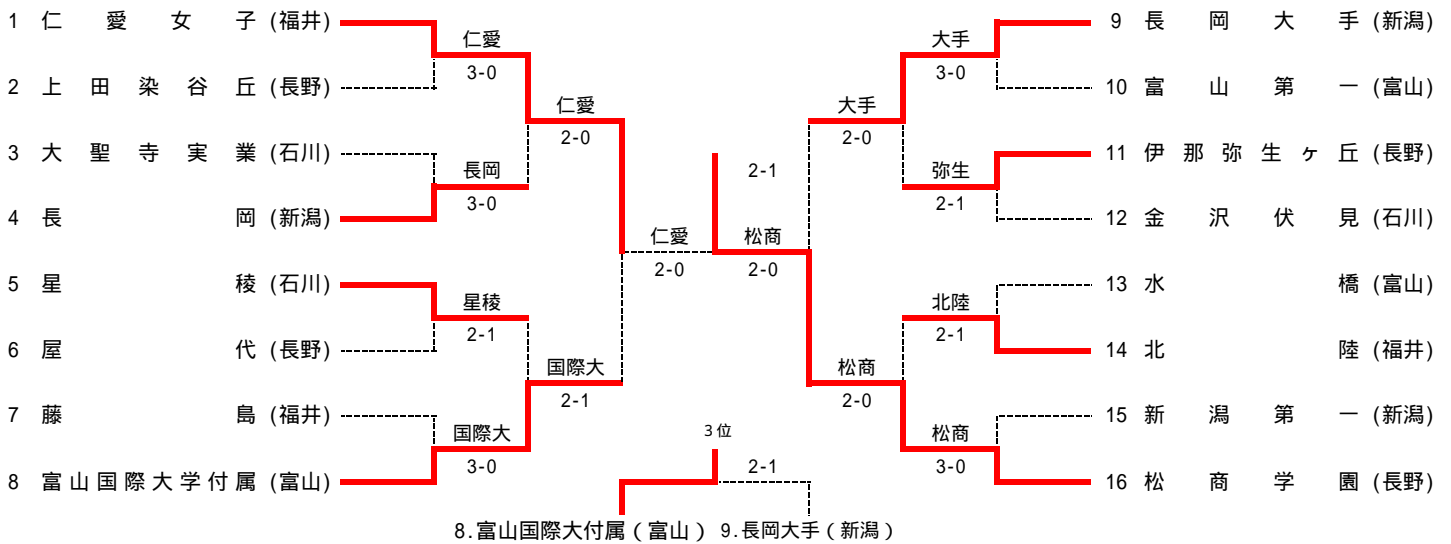 1 仁愛女子 (福井)
2 上田染谷丘 (長野)
3 大聖寺実業 (石川)
4 長岡 (新潟)
5 星稜 (石川)
6 屋代 (長野)
7 藤島 (福井)
8 富山国際大学付属 (富山)
仁愛
3-0
長岡
3-0
星稜
2-1
国際大
3-0
仁愛
2-0
国際大
2-1
仁愛
2-0
2-1
松商
2-0
大手
2-0
松商
2-0
大手
3-0
弥生
2-1
北陸
2-1
松商
3-0
9 長岡大手 (新潟)
10 富山第一 (富山)
11 伊那弥生ヶ丘 (長野)
12 金沢伏見 (石川)
13 水橋 (富山)
14 北陸 (福井)
15 新潟第一 (新潟)
16 松商学園 (長野)
3位
2-1
8.富山国際大付属(富山) 9.長岡大手(新潟)